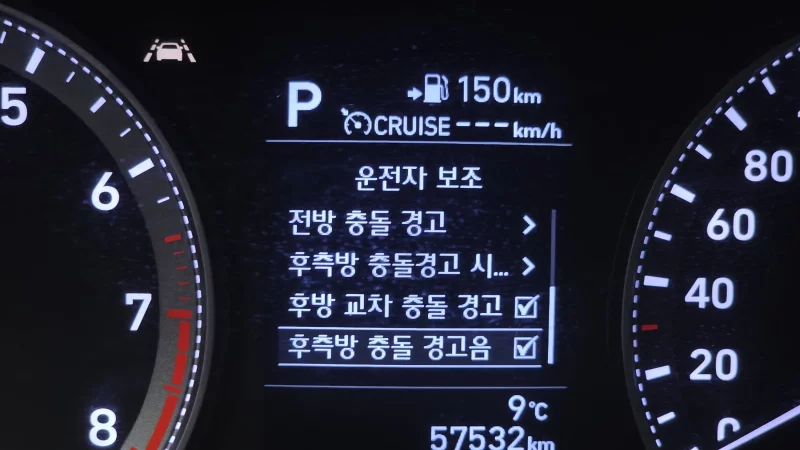 5
6
7
8
P
150km
CRUISE ---km/h
운전자 보조
전방 충돌 경고
후측방 충돌경고 시...
후방 교차 충돌 경고
후측방 충돌 경고음
9℃
57532km
80
60
40
20
0